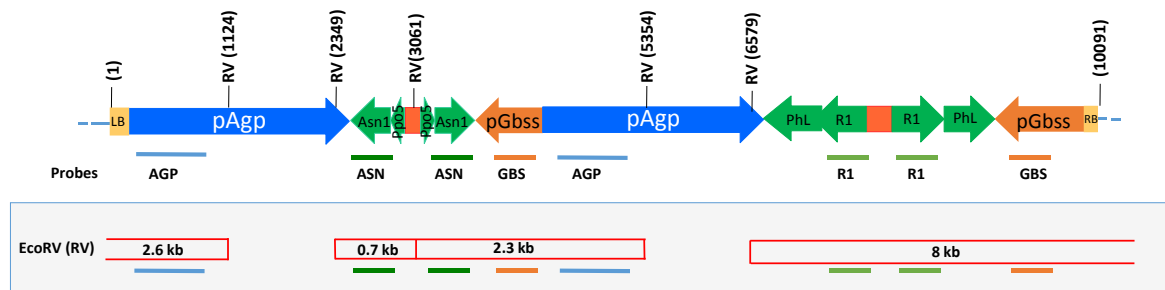 (1)
RV (1124)
RV (2349)
RV(3061)
RV (5354)
RV (6579)
(10091)
LB pAgp Asn1 Ppo5 Ppo5 Asn1 pGbss pAgp PhL R1 R1 PhL pGbss RB
Probes AGP ASN ASN GBS AGP R1 R1 GBS
EcoRV (RV) 2.6 kb 0.7 kb 2.3 kb 8 kb